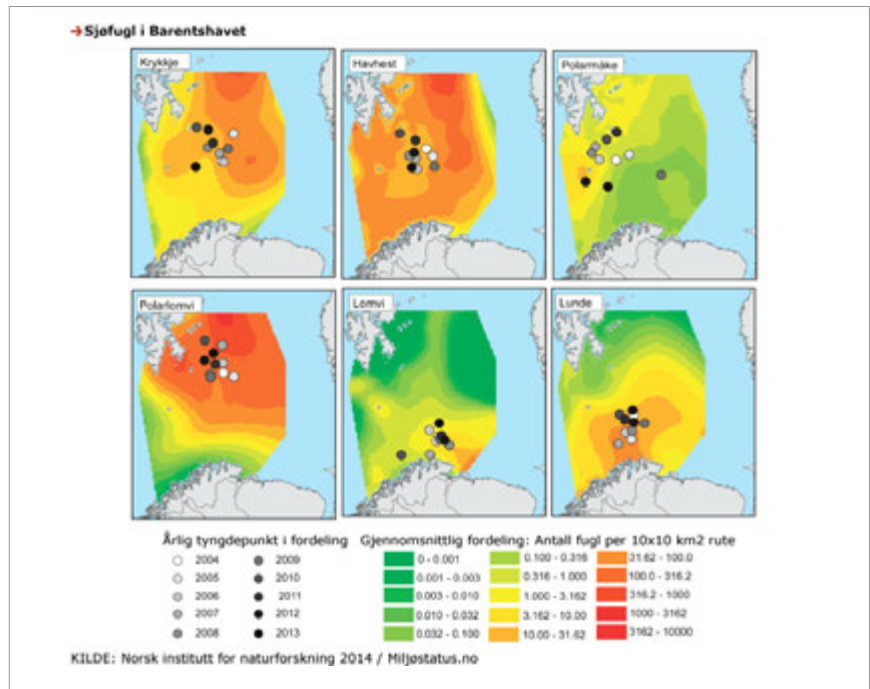 →Sjøfugl i Barentshavet
Krykkje
Havhest
Polarmåke
Polarlomvi
Lomvi
Lunde
Årlig tyngdepunkt i fordeling
2004
2005
2006
2007
2008
2009
2010
2011
2012
2013
Gjennomsnittlig fordeling: Antall fugl per 10x10 km2 rute
0 - 0.001
0.001 - 0.003
0.003 - 0.010
0.010 - 0.032
0.032 - 0.100
0.100 - 0.316
0.316 - 1.000
1.000 - 3.162
3.162 - 10.00
10.00 - 31.62
31.62 - 100.0
100.0 - 316.2
316.2 - 1000
1000 - 3162
3162 - 10000
KILDE: Norsk institutt for naturforskning 2014 / Miljøstatus.no